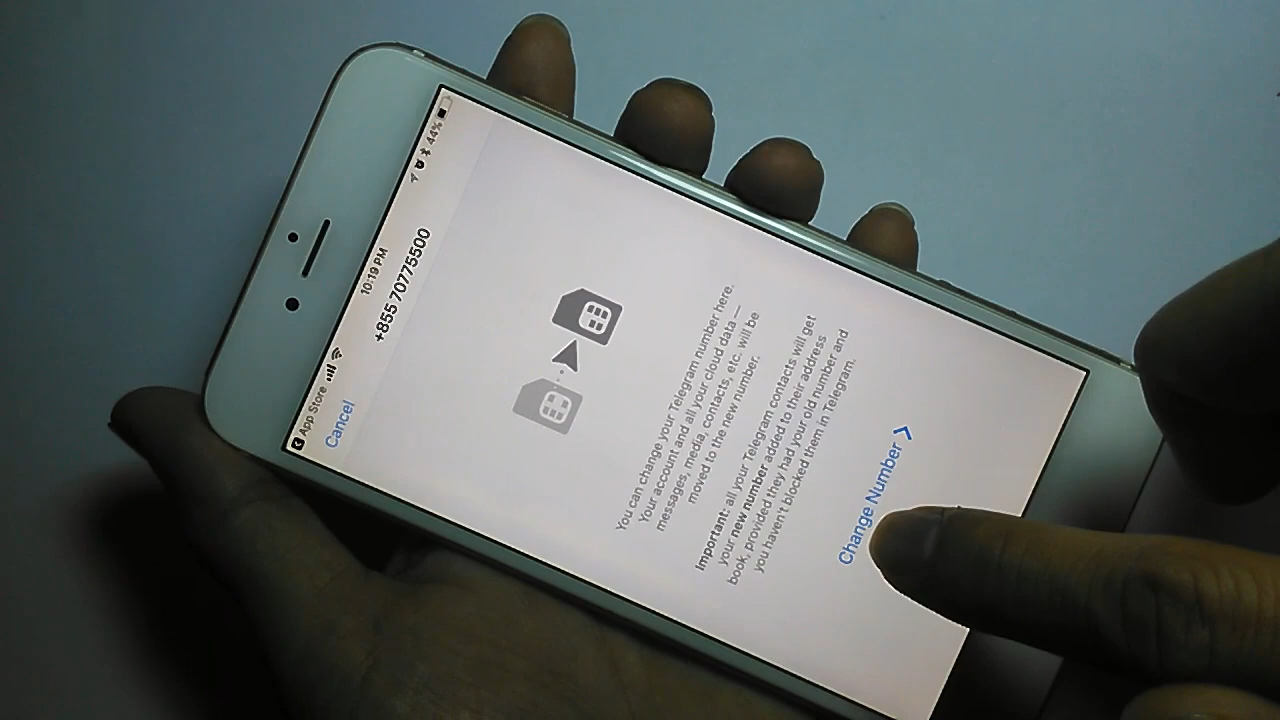 App Store 10:19 PM 44%
Cancel +855 70775500
You can change your Telegram number here.
Your account and all your cloud data —
messages, media, contacts, etc. will be
moved to the new number.
Important: all your Telegram contacts will get
your new number added to their address
book, provided they had your old number and
you haven't blocked them in Telegram.
Change Number